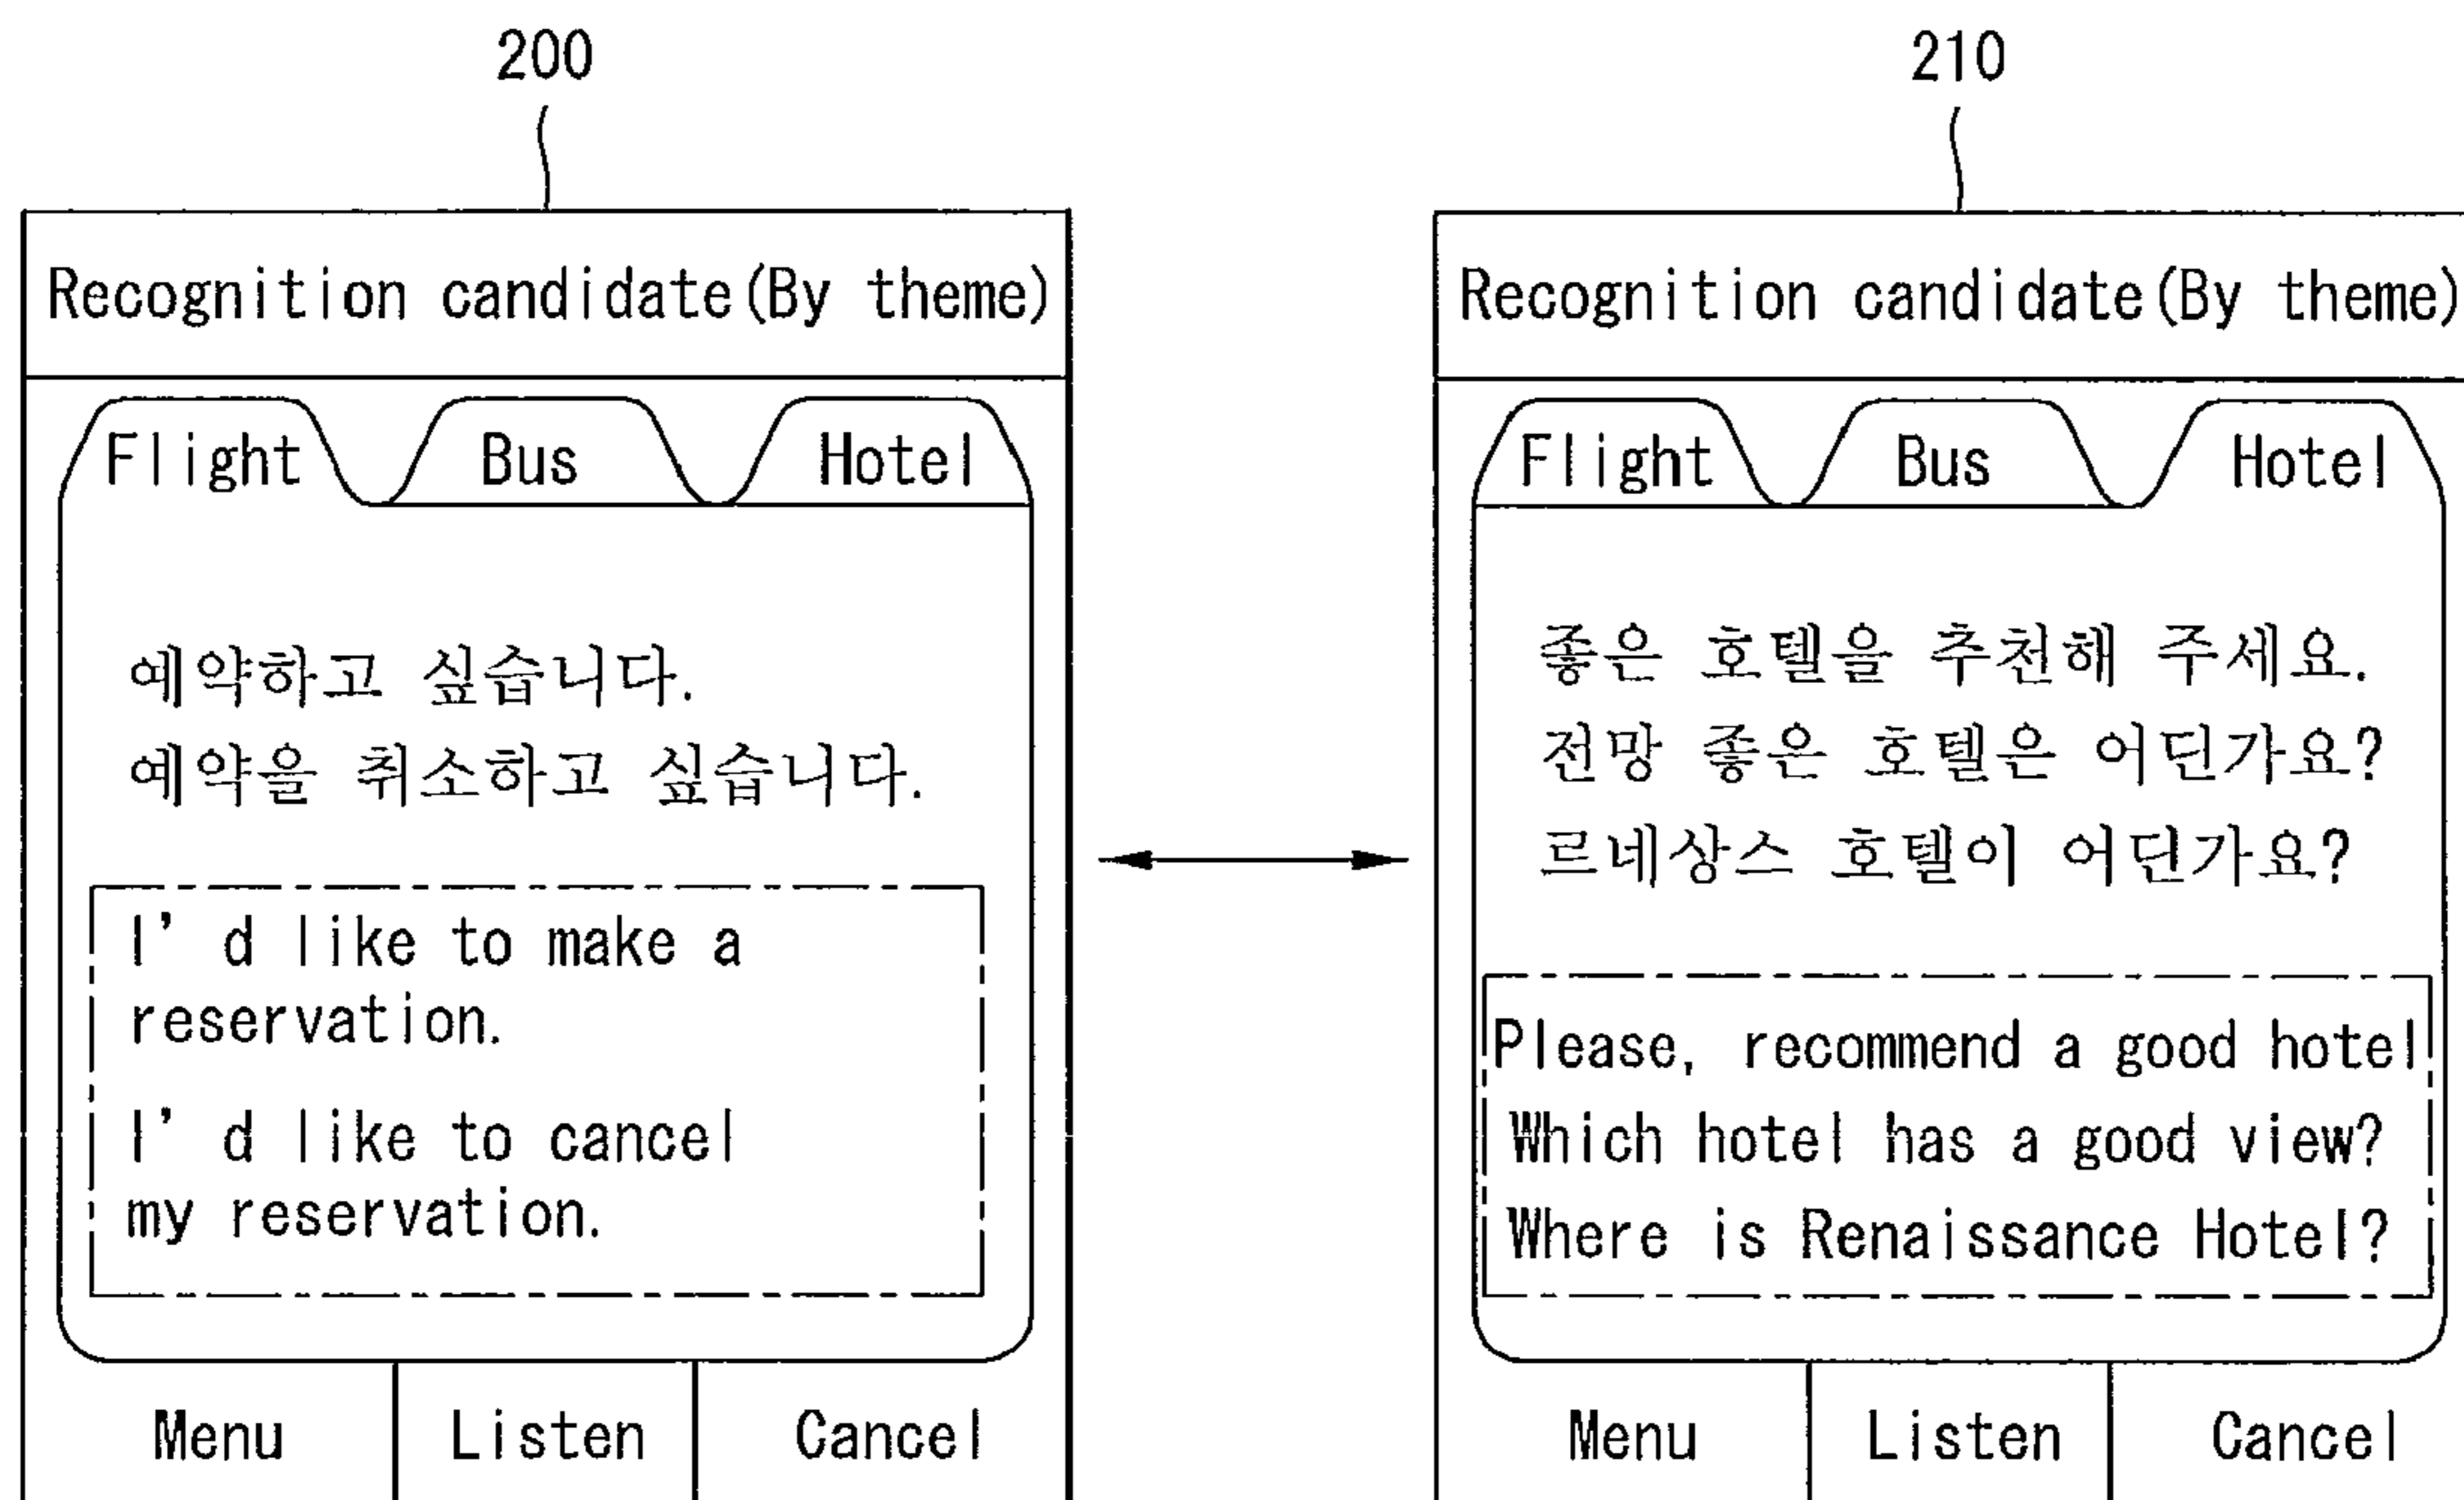 200
Recognition candidate(By theme)
Flight Bus Hotel
예약하고 싶습니다.
예약을 취소하고 싶습니다.
I'd like to make a
reservation.
I'd like to cancel
my reservation.
Menu Listen Cancel
210
Recognition candidate(By theme)
Flight Bus Hotel
좋은 호텔을 추천해 주세요.
전망 좋은 호텔은 어딘가요?
르네상스 호텔이 어딘가요?
Please, recommend a good hotel
Which hotel has a good view?
Where is Renaissance Hotel?
Menu Listen Cancel